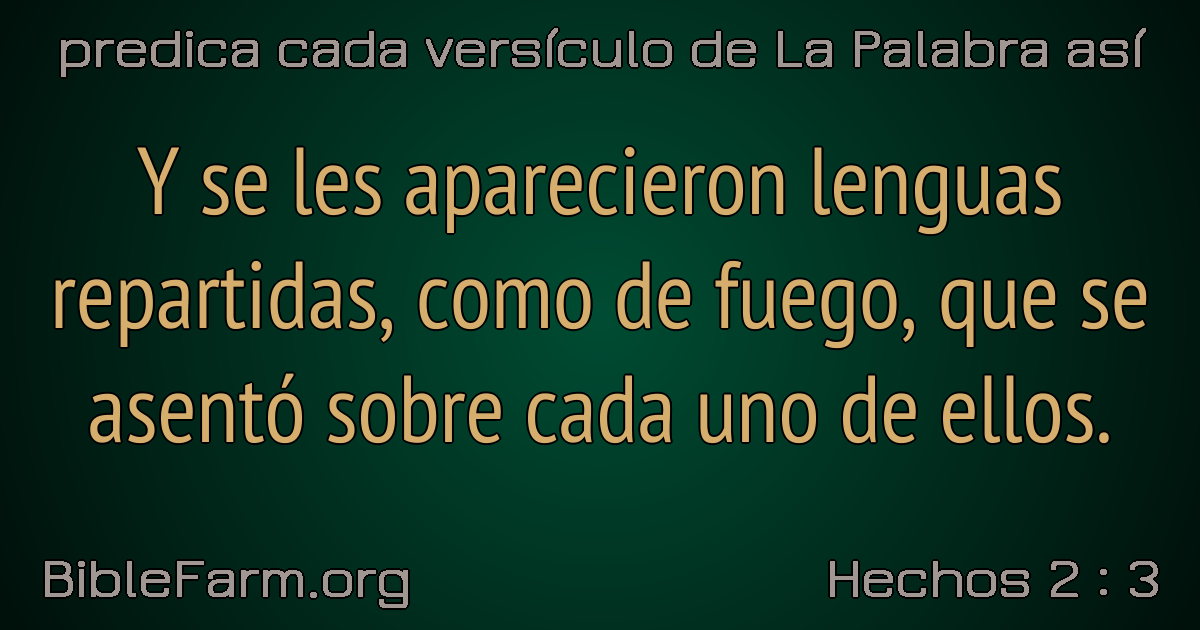 predica cada versículo de La Palabra así
Y se les aparecieron lenguas
repartidas, como de fuego, que se
asentó sobre cada uno de ellos.
BibleFarm.org
Hechos 2 : 3